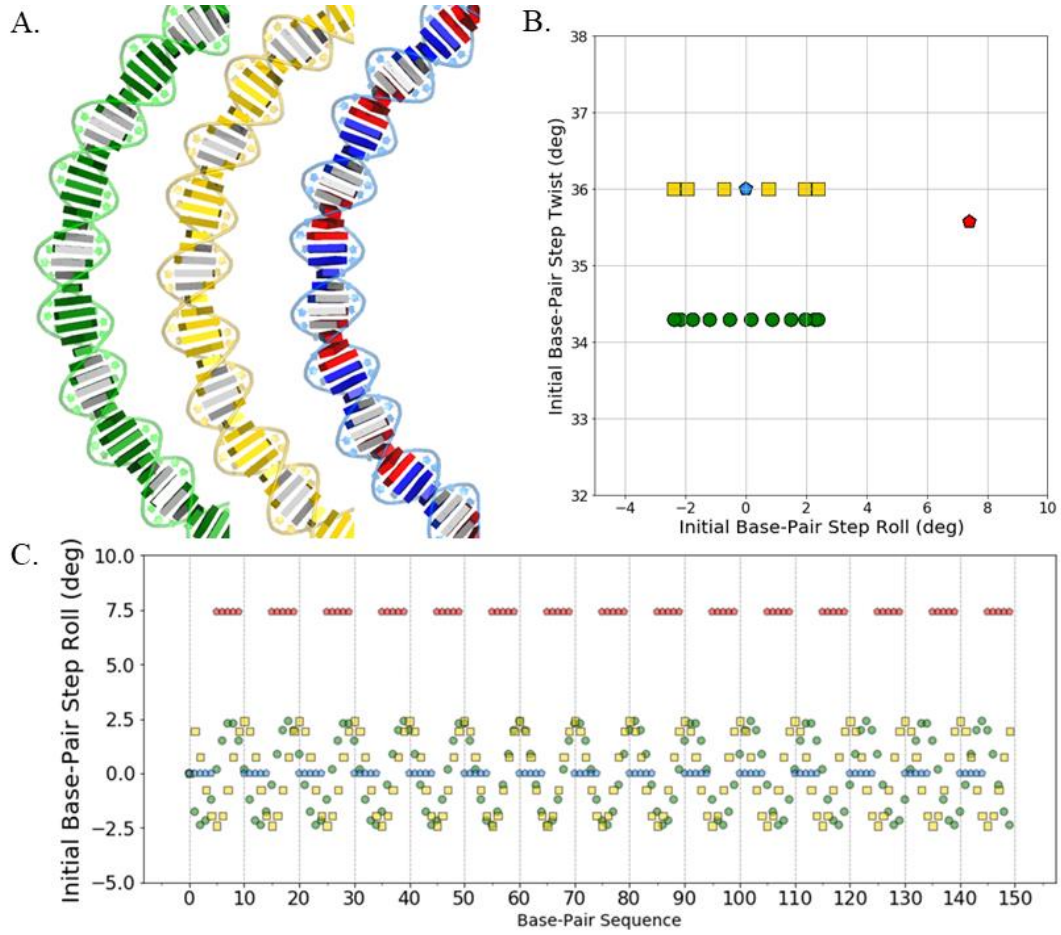 A.
B.
38
37
36
35
34
33
32
Initial Base-Pair Step Twist (deg)
−4 −2 0 2 4 6 8 10
Initial Base-Pair Step Roll (deg)
C.
10.0
7.5
5.0
2.5
0.0
−2.5
−5.0
Initial Base-Pair Step Roll (deg)
0 10 20 30 40 50 60 70 80 90 100 110 120 130 140 150
Base-Pair Sequence